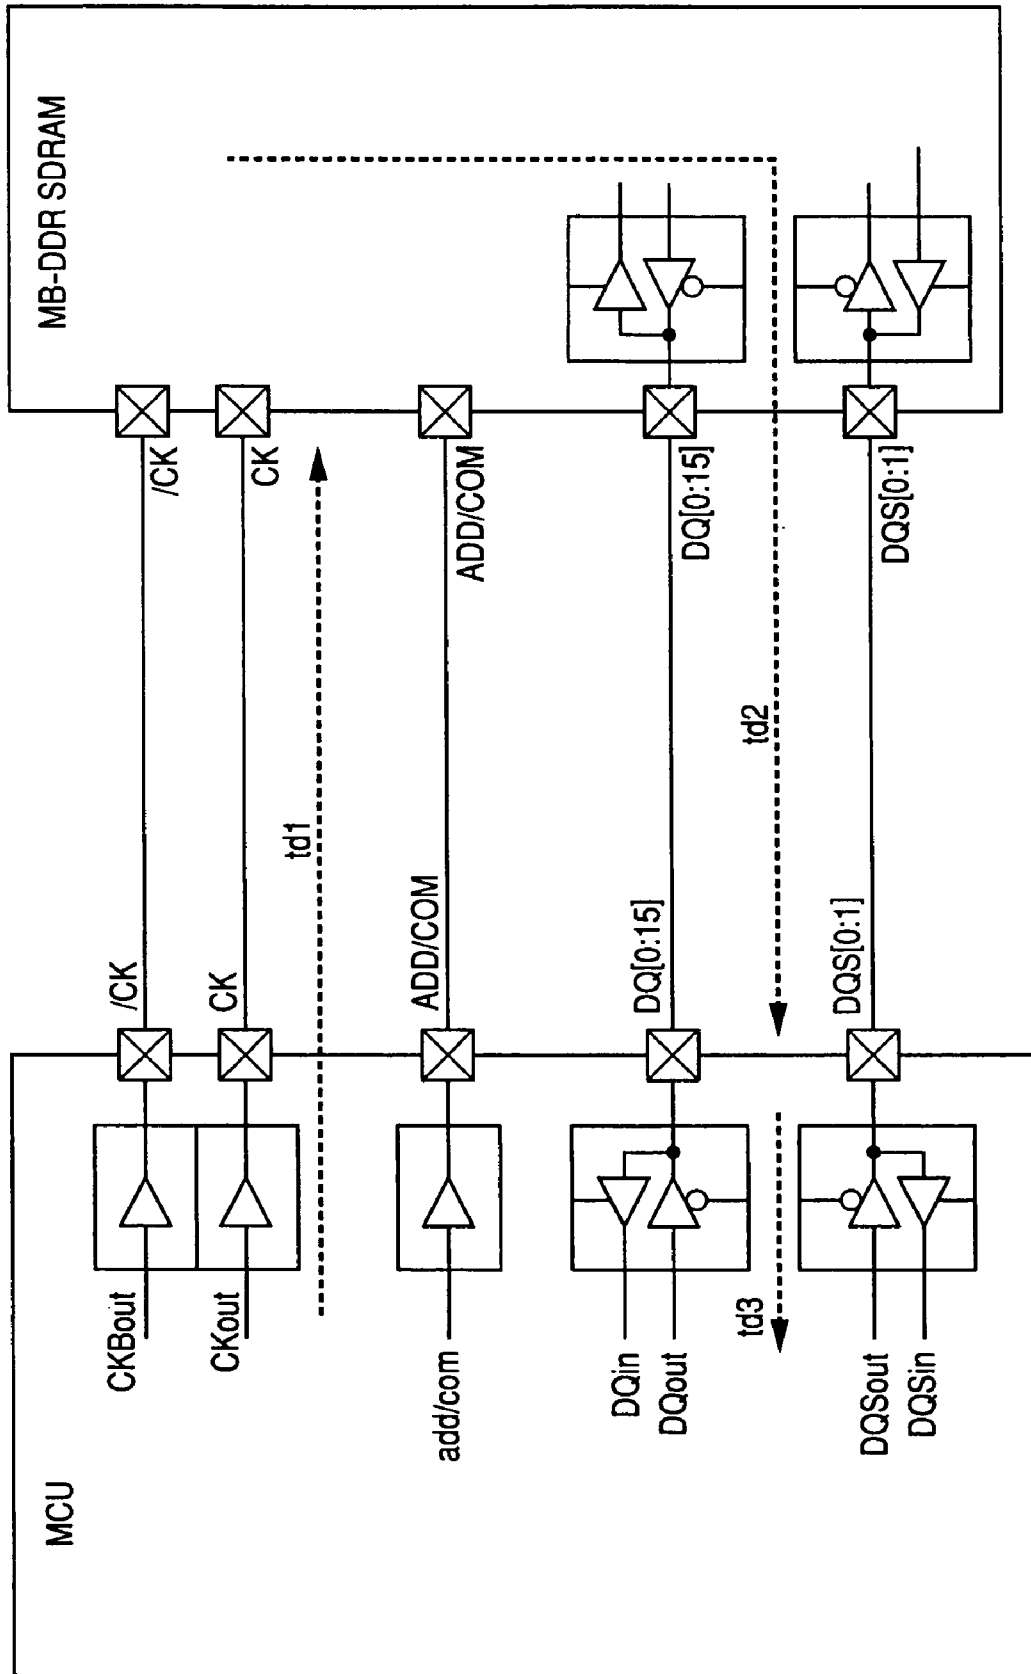 MCU
MB-DDR SDRAM
CKBout
/CK
/CK
CKout
CK
CK
td1
add/com
ADD/COM
ADD/COM
DQin
DQout
DQ[0:15]
DQ[0:15]
td3
td2
DQSout
DQSin
DQS[0:1]
DQS[0:1]